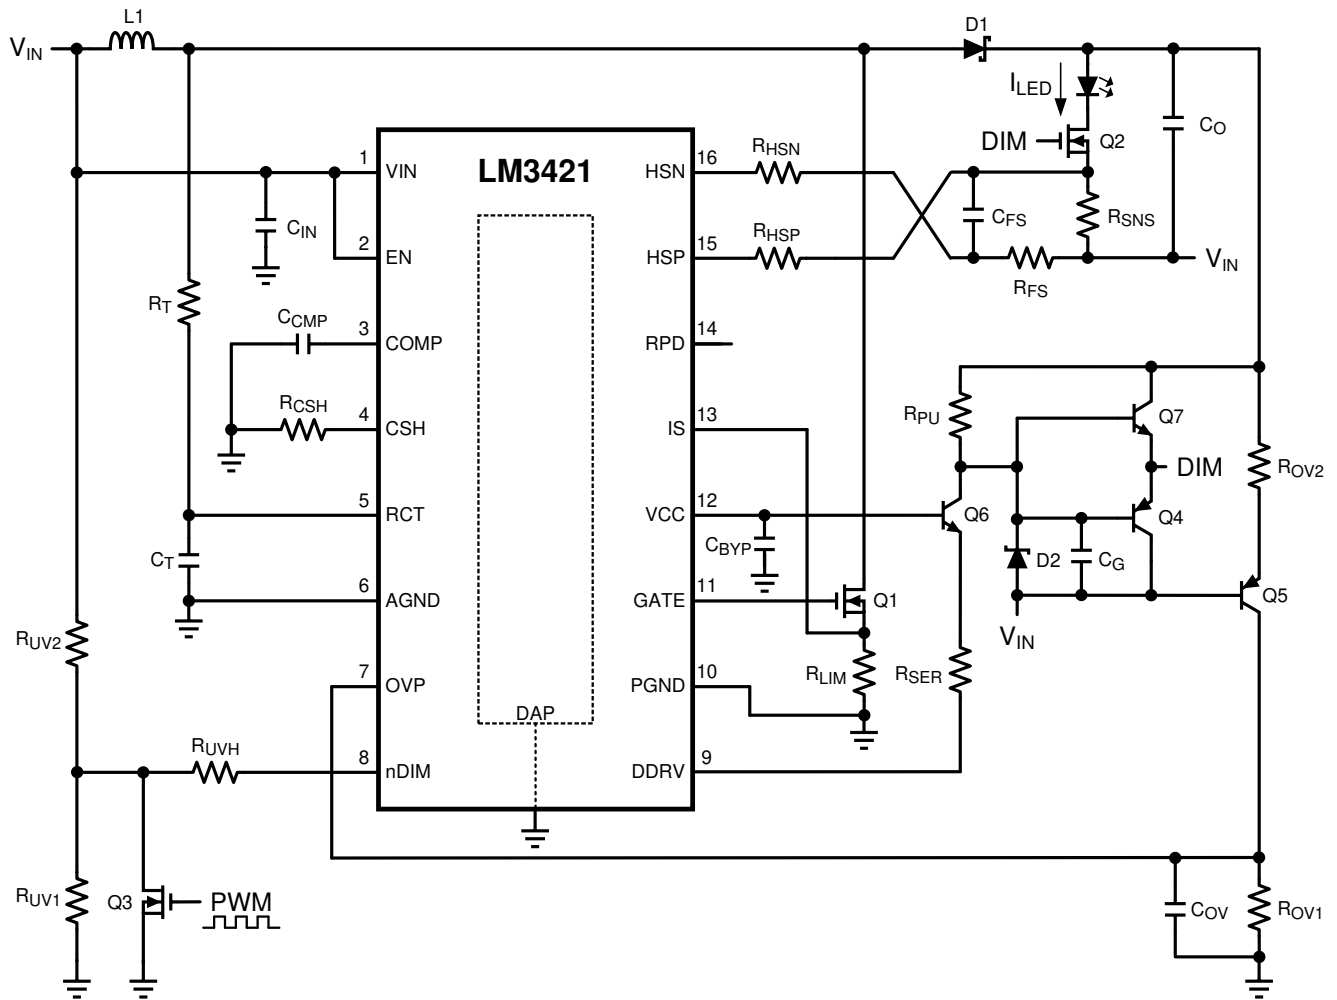 L1
D1
VIN
ILED
CO
DIM
Q2
LM3421
1
VIN
HSN
16
RHSN
CIN
CFS
RSNS
2
EN
HSP
15
RHSP
VIN
RFS
RT
CCMP
3
COMP
RPD
14
RCSH
4
CSH
IS
13
RPU
Q7
DIM
ROV2
5
RCT
VCC
12
Q6
Q4
CBYP
CT
D2
CG
6
AGND
GATE
11
Q1
Q5
VIN
RUV2
7
OVP
PGND
10
RLIM
RSER
DAP
RUVH
8
nDIM
DDRV
9
RUV1
Q3
PWM
COV
ROV1